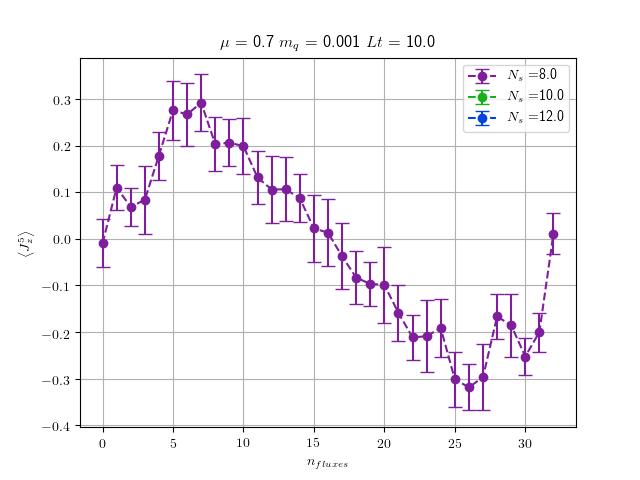 μ = 0.7 m_q = 0.001 Lt = 10.0
N_s =8.0
N_s =10.0
N_s =12.0
0.3
0.2
0.1
0.0
−0.1
−0.2
−0.3
−0.4
⟨J_z^5⟩
0 5 10 15 20 25 30
n_{fluxes}